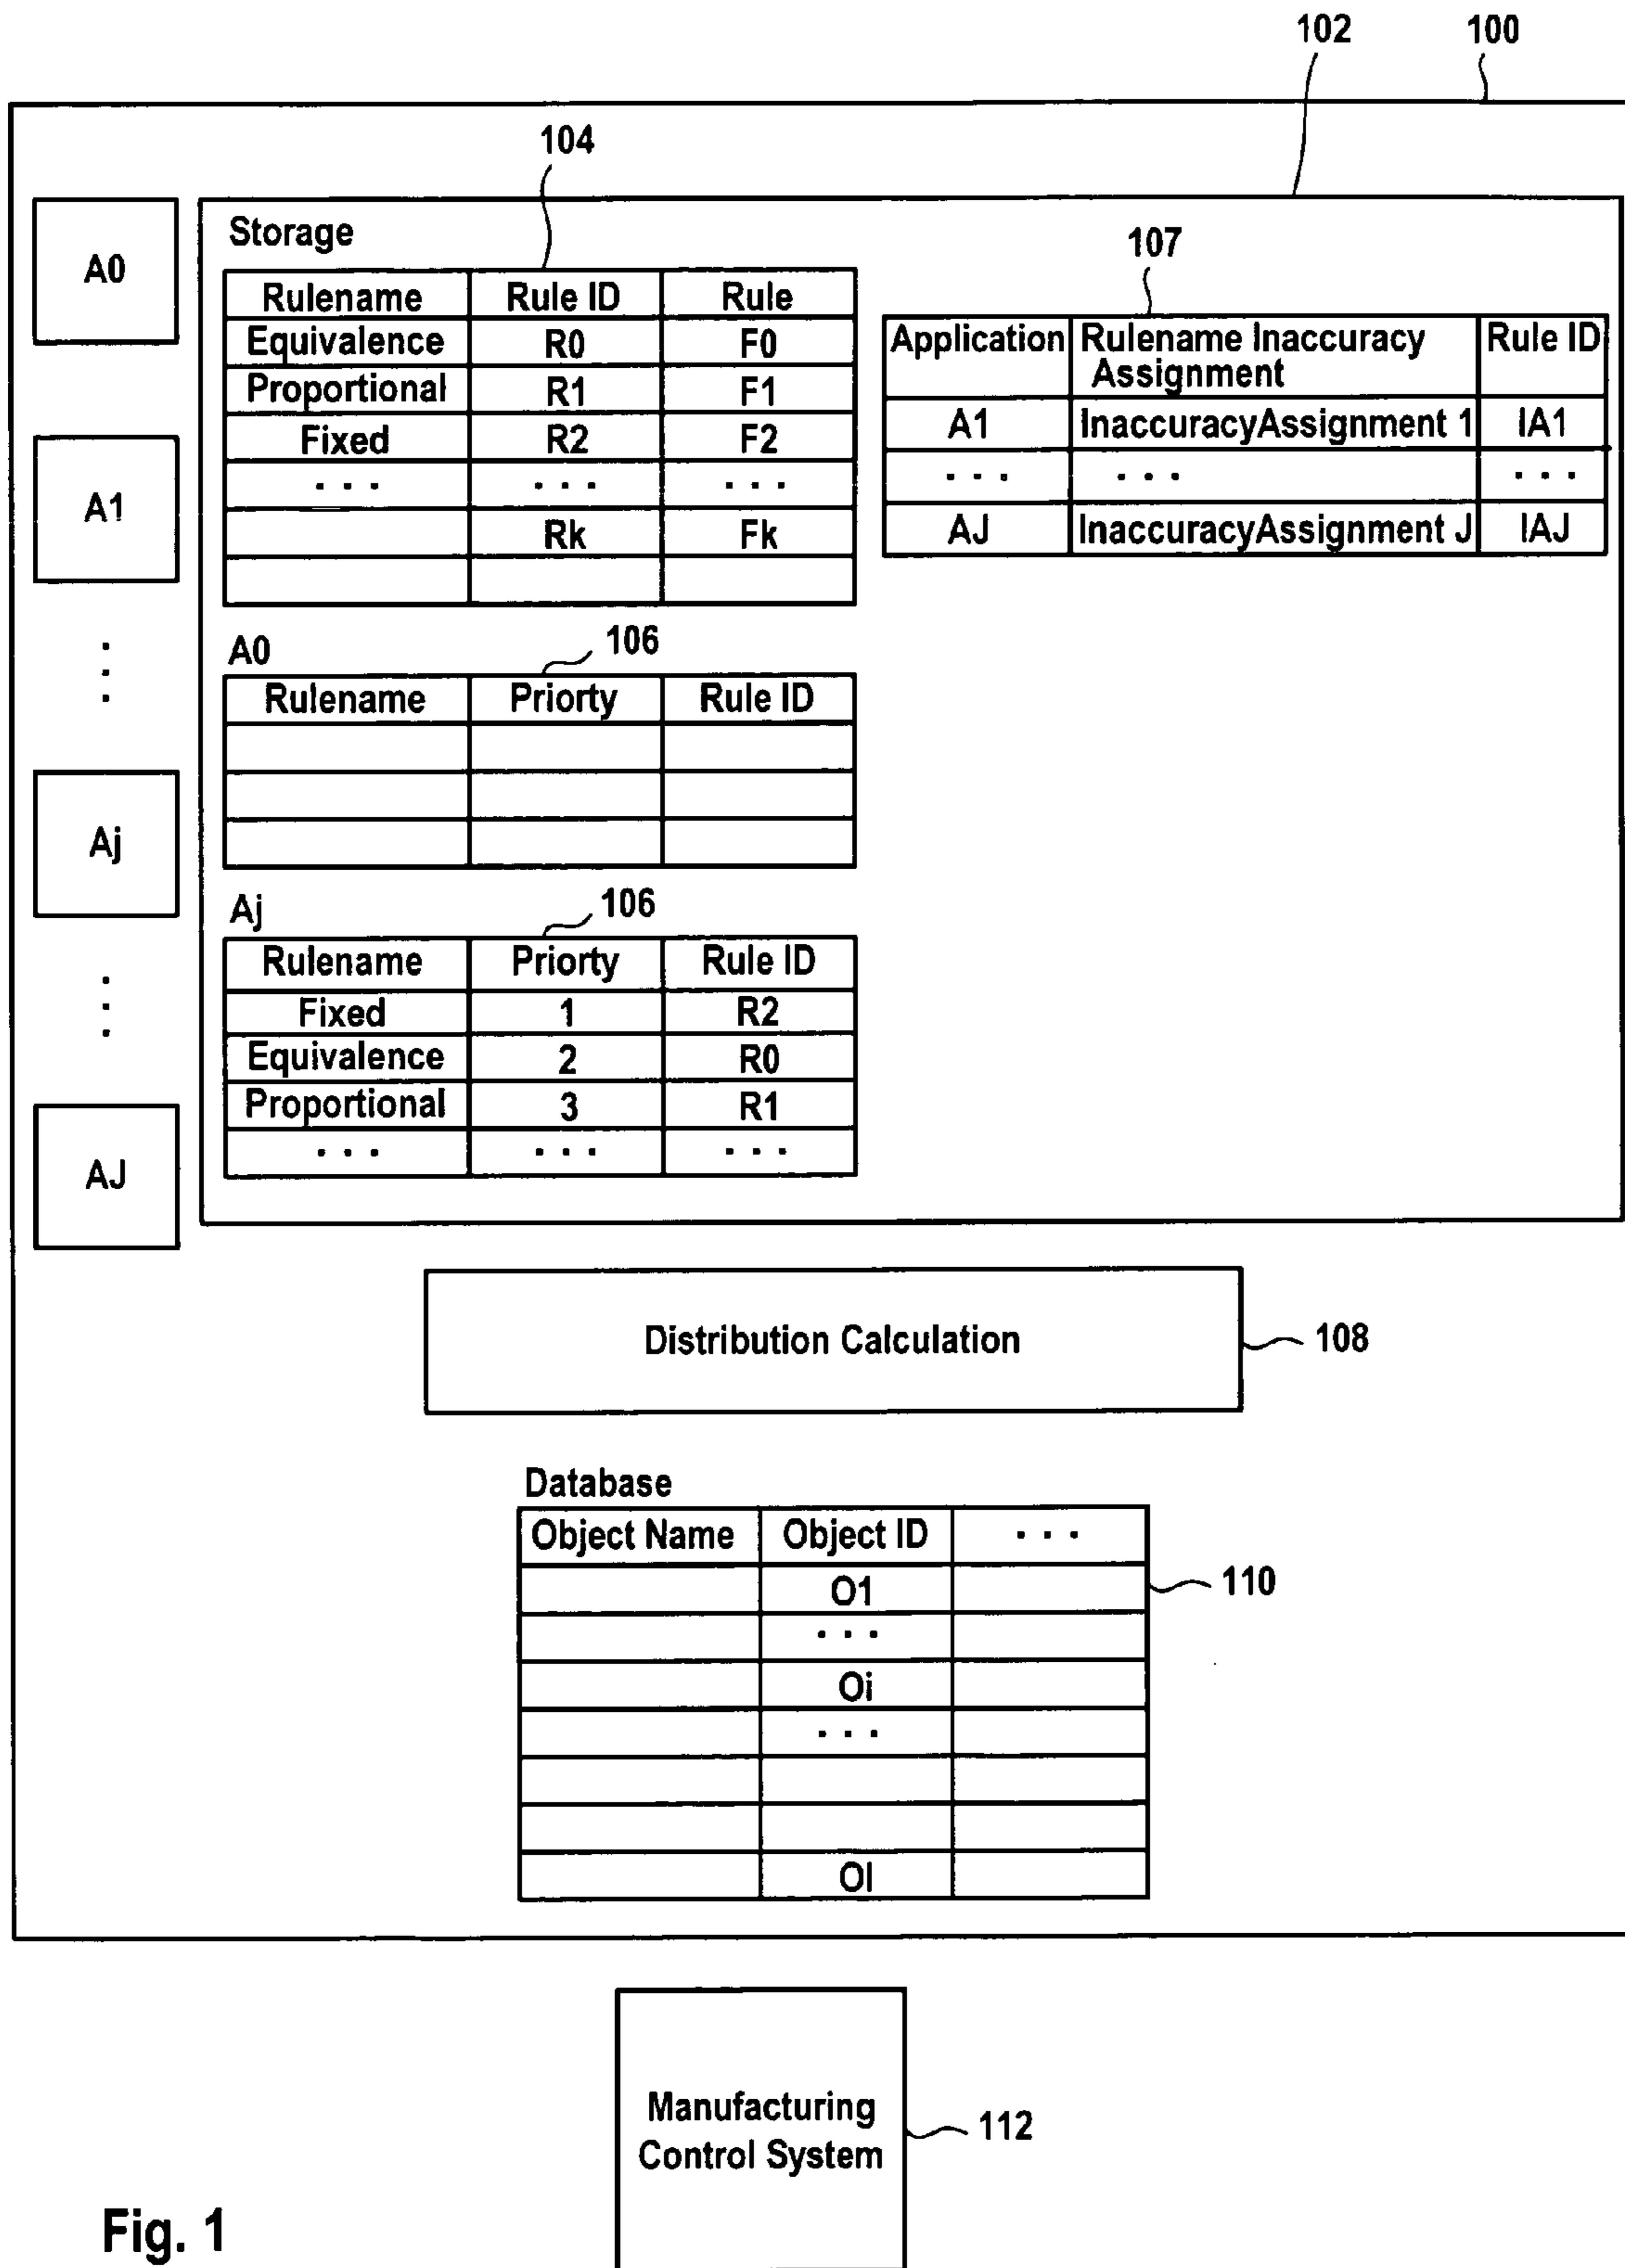 102 100
104
Storage
107
A0
Rulename Rule ID Rule
Equivalence R0 F0
Proportional R1 F1
Fixed R2 F2
. . . . . . . . .
Rk Fk
Application Rulename Inaccuracy Assignment Rule ID
A1 InaccuracyAssignment 1 IA1
. . . . . . . . .
AJ InaccuracyAssignment J IAJ
A1
. . .
A0 106
Rulename Priorty Rule ID
Aj
Aj 106
Rulename Priorty Rule ID
Fixed 1 R2
Equivalence 2 R0
Proportional 3 R1
. . . . . . . . .
. . .
AJ
Distribution Calculation 108
Database
Object Name Object ID . . .
O1 110
. . .
Oi
. . .
OI
Manufacturing
Control System
112
Fig. 1